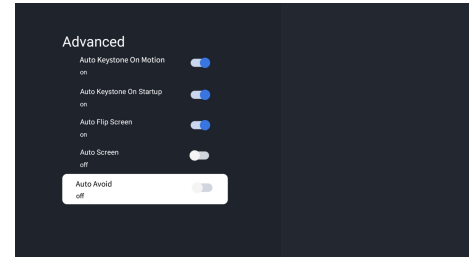 Advanced
Auto Keystone On Motion
on
Auto Keystone On Startup
on
Auto Flip Screen
on
Auto Screen
off
Auto Avoid
off